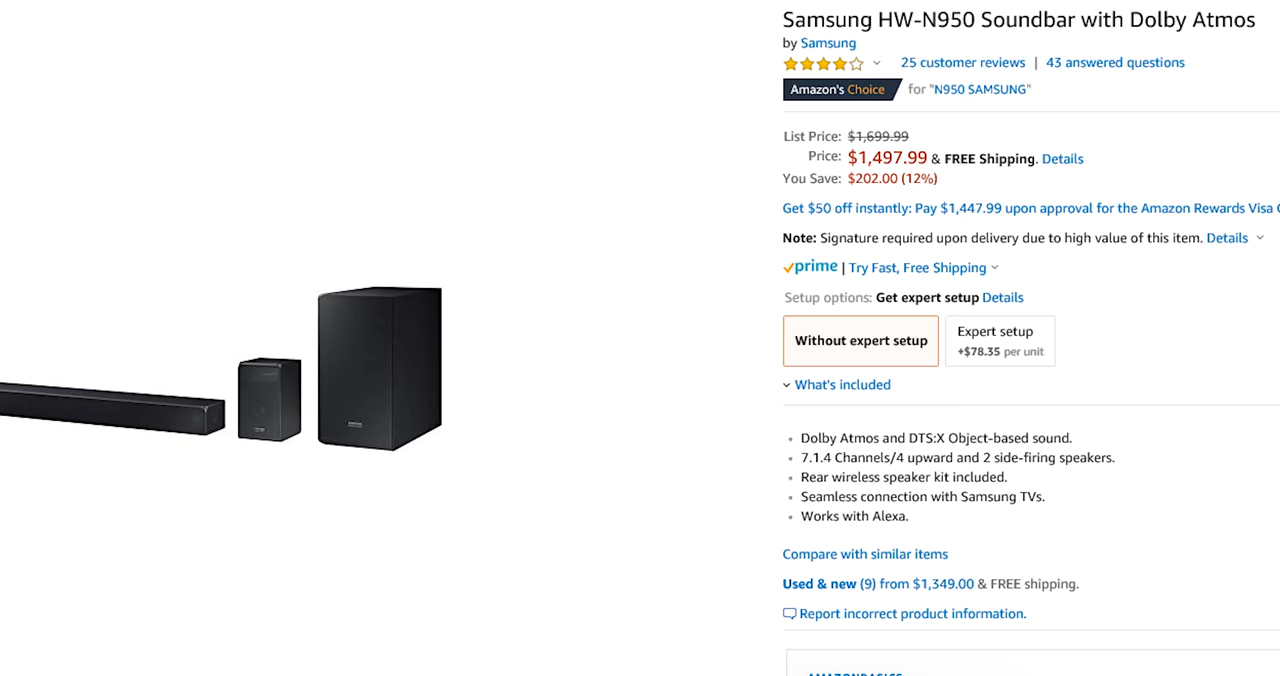 Samsung HW-N950 Soundbar with Dolby Atmos
by Samsung
25 customer reviews | 43 answered questions
Amazon's Choice for "N950 SAMSUNG"
List Price: $1,699.99
Price: $1,497.99 & FREE Shipping. Details
You Save: $202.00 (12%)
Get $50 off instantly: Pay $1,447.99 upon approval for the Amazon Rewards Visa
Note: Signature required upon delivery due to high value of this item. Details
prime | Try Fast, Free Shipping
Setup options: Get expert setup Details
Without expert setup
Expert setup
+$78.35 per unit
What's included
Dolby Atmos and DTS:X Object-based sound.
7.1.4 Channels/4 upward and 2 side-firing speakers.
Rear wireless speaker kit included.
Seamless connection with Samsung TVs.
Works with Alexa.
Compare with similar items
Used & new (9) from $1,349.00 & FREE shipping.
Report incorrect product information.